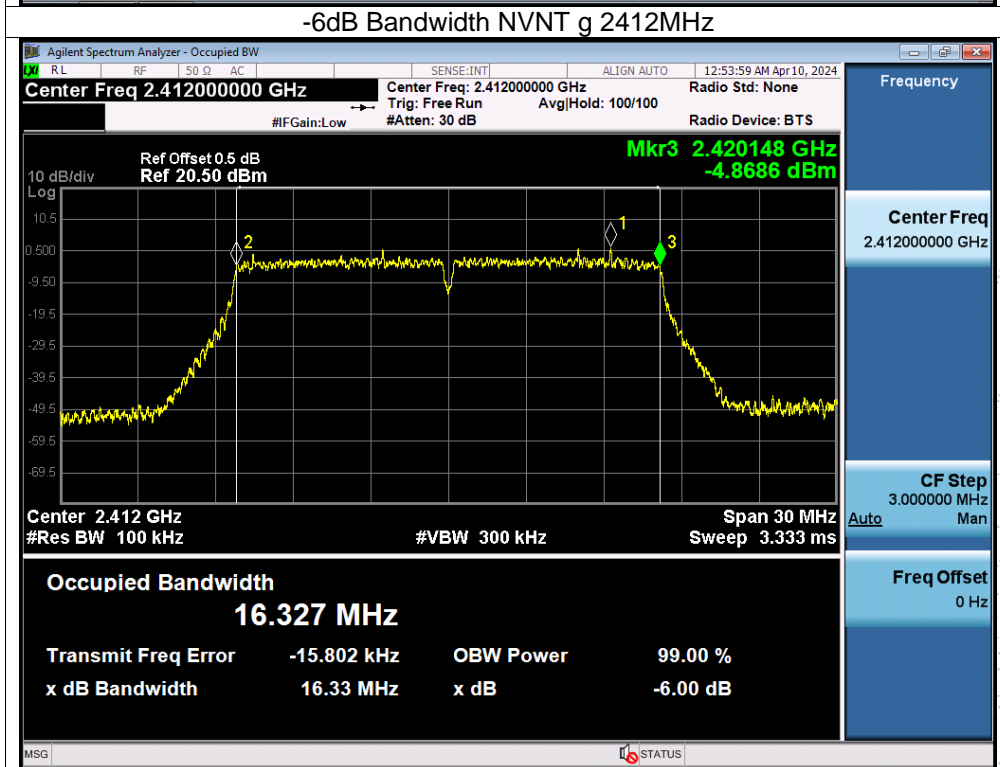 -6dB Bandwidth NVNT g 2412MHz
Agilent Spectrum Analyzer - Occupied BW
LXI RL RF 50 Ω AC SENSE:INT ALIGN AUTO 12:53:59 AM Apr 10, 2024
Center Freq 2.412000000 GHz
Center Freq: 2.412000000 GHz
Radio Std: None
Trig: Free Run Avg|Hold: 100/100
#IFGain:Low
#Atten: 30 dB
Radio Device: BTS
Mkr3 2.420148 GHz
-4.8686 dBm
Ref Offset 0.5 dB
10 dB/div Ref 20.50 dBm
Log
10.5
0.500
-9.50
-19.5
-29.5
-39.5
-49.5
-59.5
-69.5
2
1
3
Center 2.412 GHz
Span 30 MHz
#Res BW 100 kHz
#VBW 300 kHz
Sweep 3.333 ms
Occupied Bandwidth
16.327 MHz
Transmit Freq Error -15.802 kHz OBW Power 99.00 %
x dB Bandwidth 16.33 MHz x dB -6.00 dB
Frequency
Center Freq
2.412000000 GHz
CF Step
3.000000 MHz
Auto Man
Freq Offset
0 Hz
MSG
STATUS